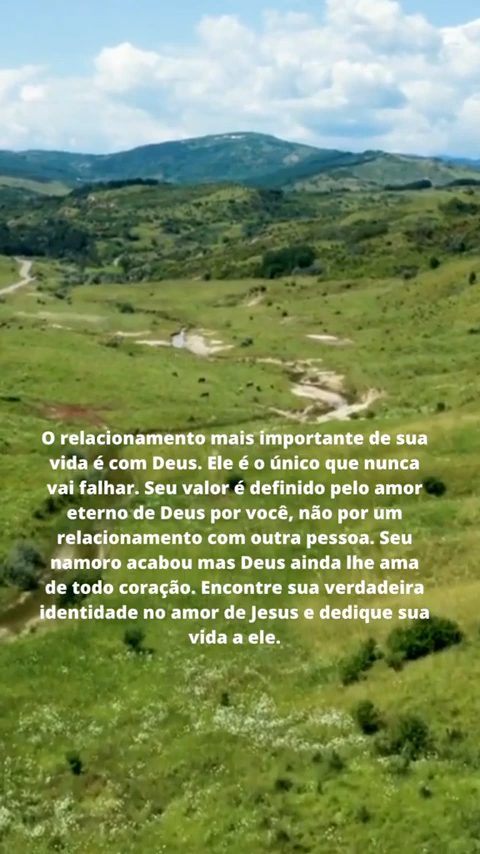 O relacionamento mais importante de sua
vida é com Deus. Ele é o único que nunca
vai falhar. Seu valor é definido pelo amor
eterno de Deus por você, não por um
relacionamento com outra pessoa. Seu
namoro acabou mas Deus ainda lhe ama
de todo coração. Encontre sua verdadeira
identidade no amor de Jesus e dedique sua
vida a ele.